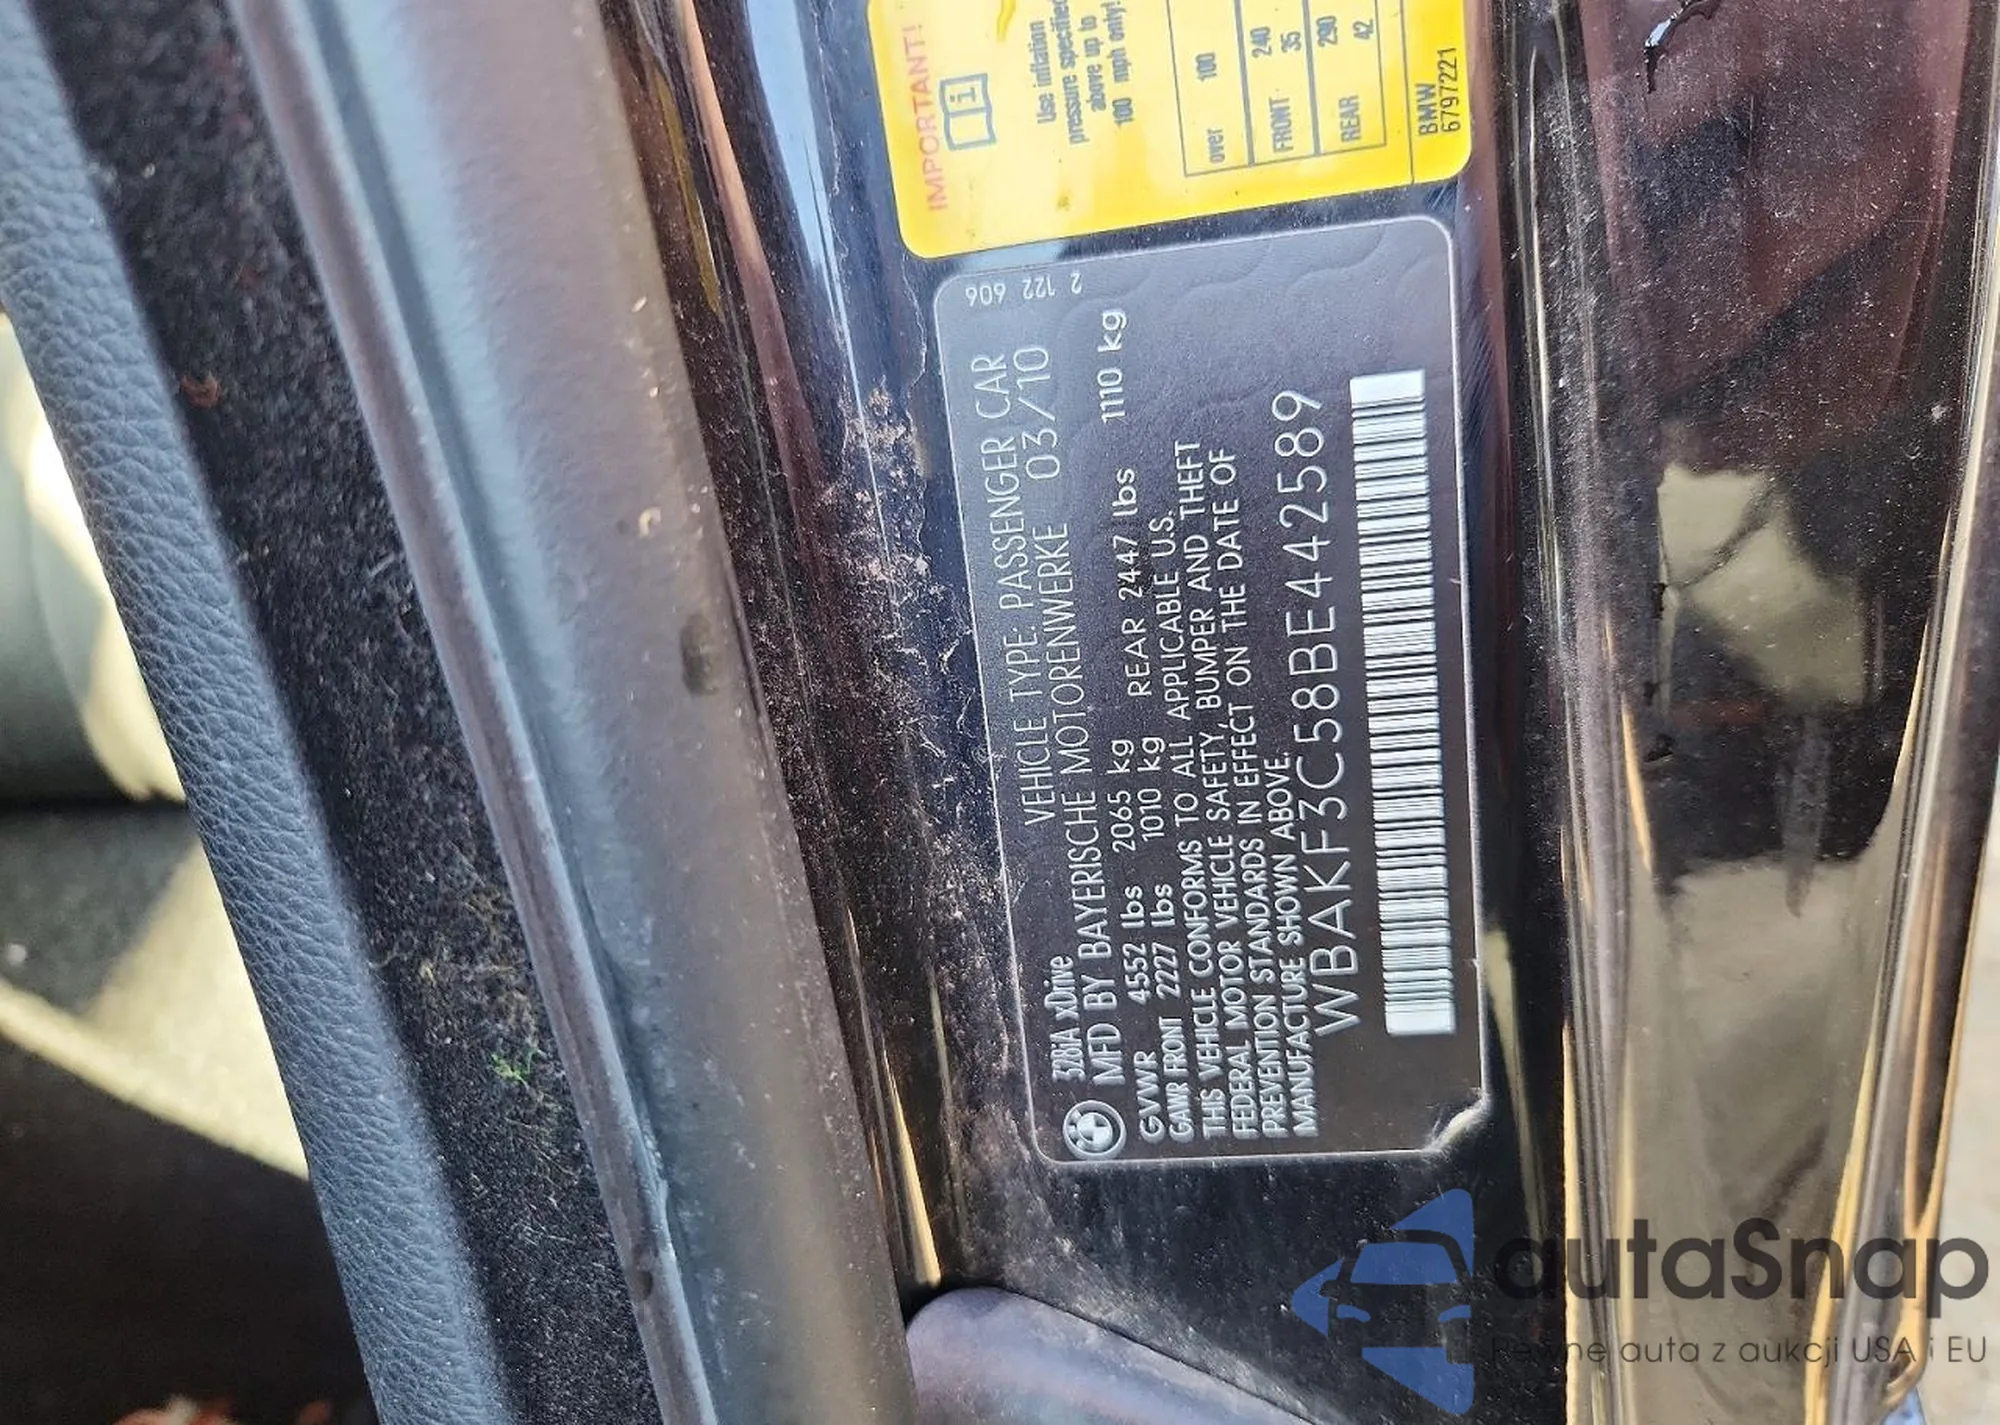 IMPORTANT!
Use inflation
pressure specified
above up to
100 mph only!
over 100
FRONT 240
35
REAR 290
42
BMW
6797221
2 122 606
328iA xDrive VEHICLE TYPE: PASSENGER CAR
MFD BY BAYERISCHE MOTORENWERKE 03/10
GVWR 4552 lbs 2065 kg
GAWR FRONT 2227 lbs 1010 kg REAR 2447 lbs 1110 kg
THIS VEHICLE CONFORMS TO ALL APPLICABLE U.S.
FEDERAL MOTOR VEHICLE SAFETY, BUMPER AND THEFT
PREVENTION STANDARDS IN EFFECT ON THE DATE OF
MANUFACTURE SHOWN ABOVE.
WBAKF3C58BE442589
autaSnap
Pewne auta z aukcji USA i EU